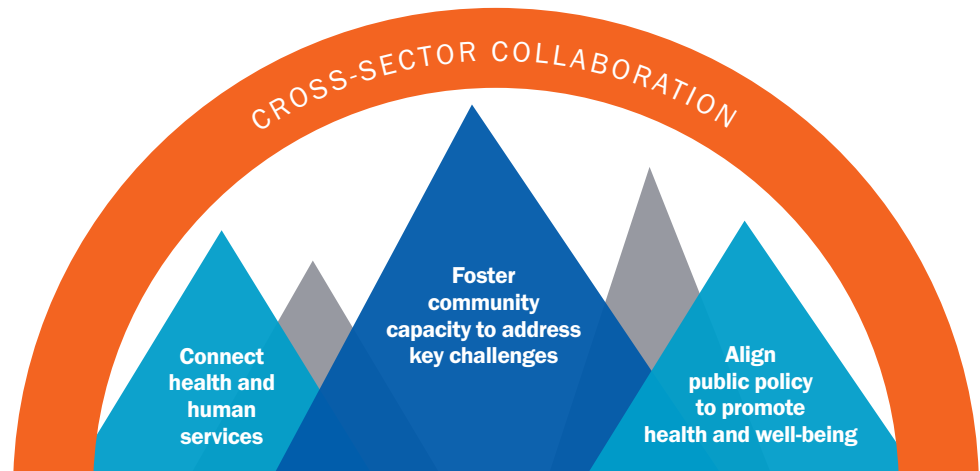 CROSS-SECTOR COLLABORATION
Foster
community
capacity to address
key challenges
Connect
health and
human
services
Align
public policy
to promote
health and well-being